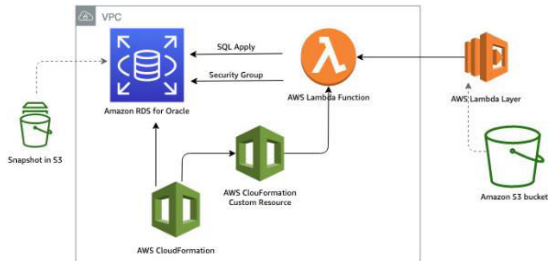 VPC
SQL Apply
Security Group
Amazon RDS for Oracle
AWS Lambda Function
AWS Lambda Layer
Snapshot in S3
AWS ClouFormation
Custom Resource
Amazon S3 bucket
AWS CloudFormation